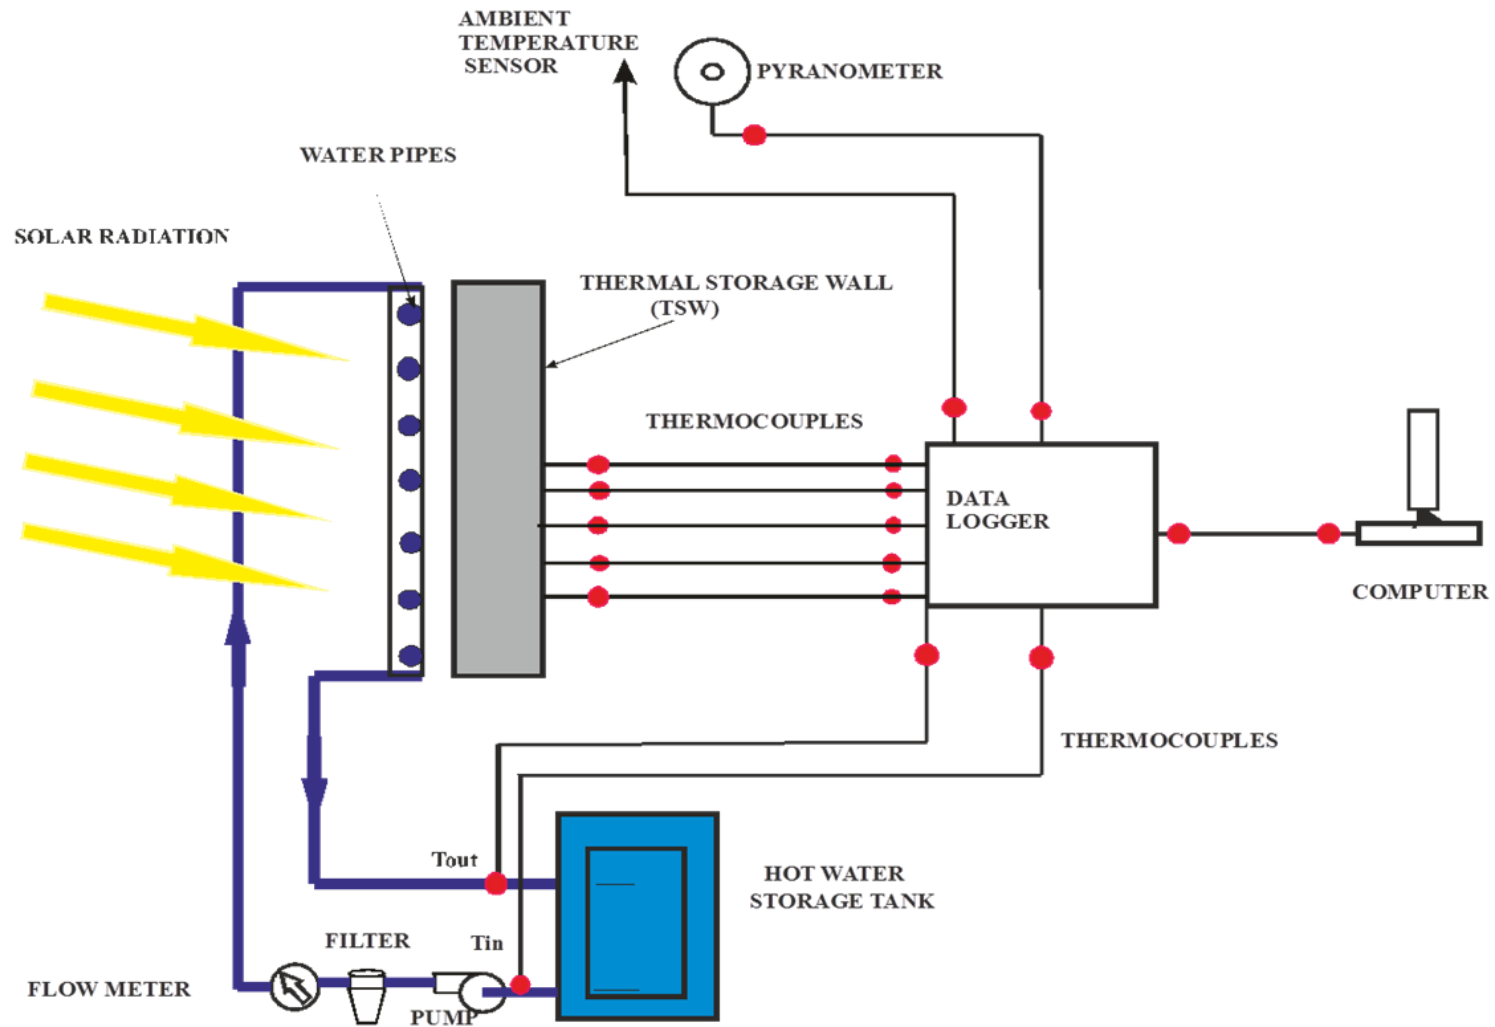 AMBIENT
TEMPERATURE
SENSOR
PYRANOMETER
WATER PIPES
SOLAR RADIATION
THERMAL STORAGE WALL
(TSW)
THERMOCOUPLES
DATA
LOGGER
COMPUTER
THERMOCOUPLES
Tout
HOT WATER
STORAGE TANK
FILTER
Tin
FLOW METER
PUMP